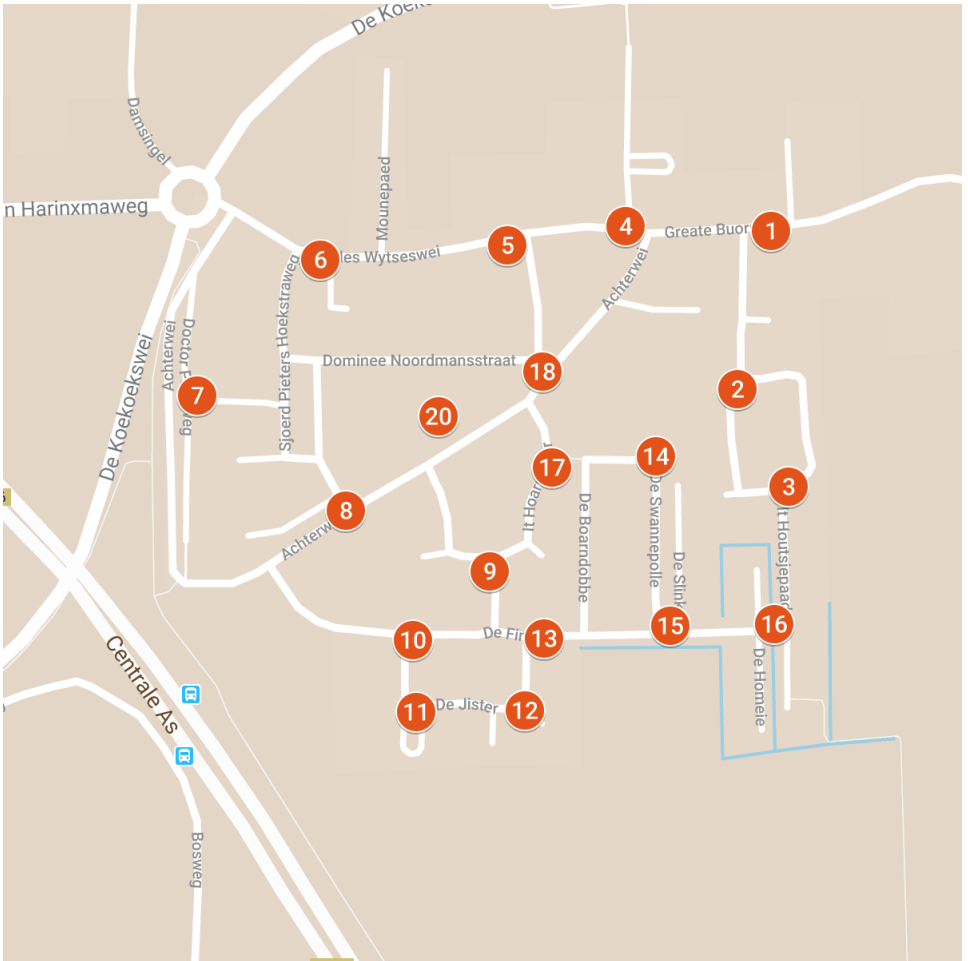 De Koek
Damsingel
n Harinxmaweg
Mounepaed
4
Greate Buor
1
5
6
les Wytseswei
Achterwei
Sjoerd Pieters Hoekstraweg
De Koekoekswei
Achterwei
Doctor
eg
7
Dominee Noordmansstraat
18
2
20
14
17
3
8
Achterw
It Hoar
De Boarndobbe
De Swannepolle
De Slink
It Houtsjepaad
9
10
De Fir
13
15
16
11
De Jister
12
De Homeie
Centrale As
Bosweg